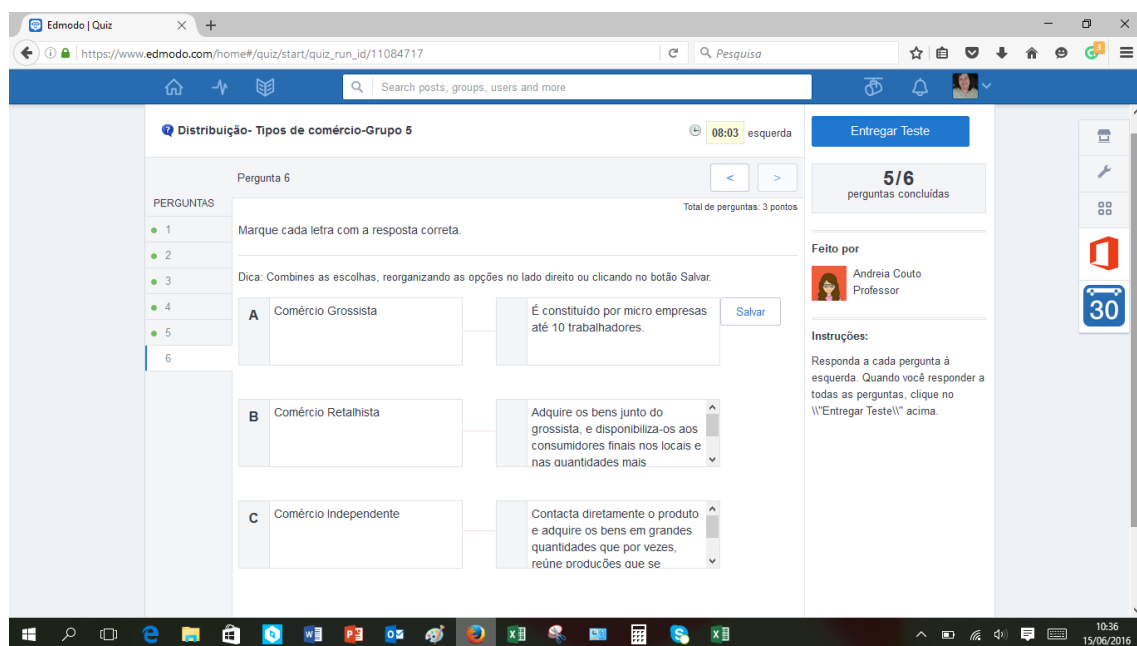 Edmodo | Quiz
https://www.edmodo.com/home#/quiz/start/quiz_run_id/11084717
Pesquisa
3
Search posts, groups, users and more
Distribuição- Tipos de comércio-Grupo 5
08:03 esquerda
Entregar Teste
Pergunta 6
<
>
5/6
perguntas concluídas
PERGUNTAS
Total de perguntas: 3 pontos
1
2
3
4
5
6
Marque cada letra com a resposta correta.
Dica: Combines as escolhas, reorganizando as opções no lado direito ou clicando no botão Salvar.
A
Comércio Grossista
É constituído por micro empresas
até 10 trabalhadores.
Salvar
B
Comércio Retalhista
Adquire os bens junto do
grossista, e disponibiliza-os aos
consumidores finais nos locais e
nas quantidades mais
C
Comércio Independente
Contacta diretamente o produto
e adquire os bens em grandes
quantidades que por vezes,
reúne produções que se
Feito por
Andreia Couto
Professor
Instruções:
Responda a cada pergunta à
esquerda. Quando você responder a
todas as perguntas, clique no
\\"Entregar Teste\\" acima.
30
10:36
15/06/2016